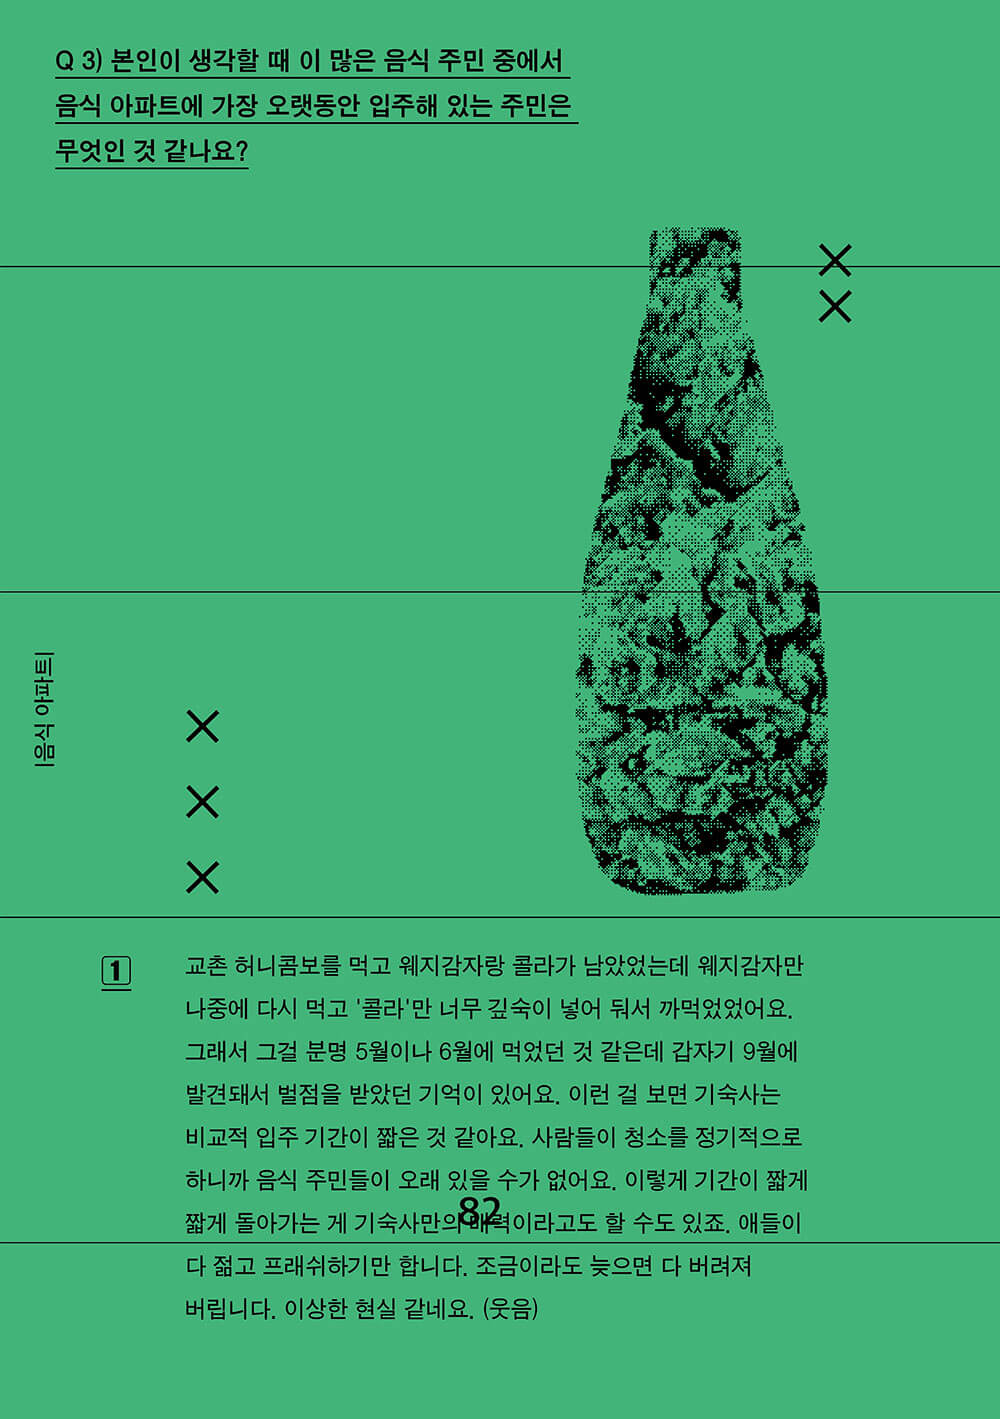 Q 3) 본인이 생각할 때 이 많은 음식 주민 중에서
음식 아파트에 가장 오랫동안 입주해 있는 주민은
무엇인 것 같나요?
|음식 아파트|
1
교촌 허니콤보를 먹고 웨지감자랑 콜라가 남았었는데 웨지감자만
나중에 다시 먹고 '콜라'만 너무 깊숙이 넣어 둬서 까먹었었어요.
그래서 그걸 분명 5월이나 6월에 먹었던 것 같은데 갑자기 9월에
발견돼서 벌점을 받았던 기억이 있어요. 이런 걸 보면 기숙사는
비교적 입주 기간이 짧은 것 같아요. 사람들이 청소를 정기적으로
하니까 음식 주민들이 오래 있을 수가 없어요. 이렇게 기간이 짧게
짧게 돌아가는 게 기숙사만의 매력이라고도 할 수도 있죠. 애들이
다 젊고 프래쉬하기만 합니다. 조금이라도 늦으면 다 버려져
버립니다. 이상한 현실 같네요. (웃음)
82